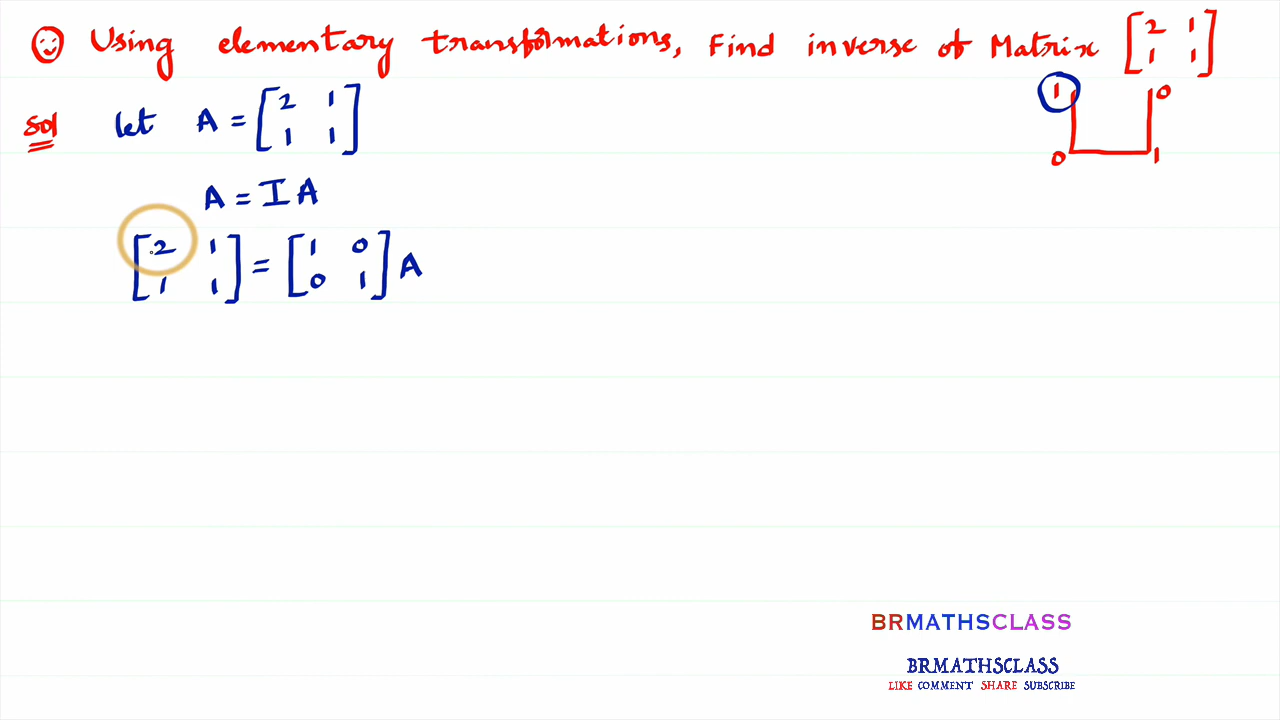 Using elementary transformations, Find inverse of Matrix [2 1
1 1]
1 0
0 1
Sol let A = [2 1
1 1]
A = I A
[2 1
1 1] = [1 0
0 1] A
BRMATHSCLASS
BRMATHSCLASS
LIKE COMMENT SHARE SUBSCRIBE